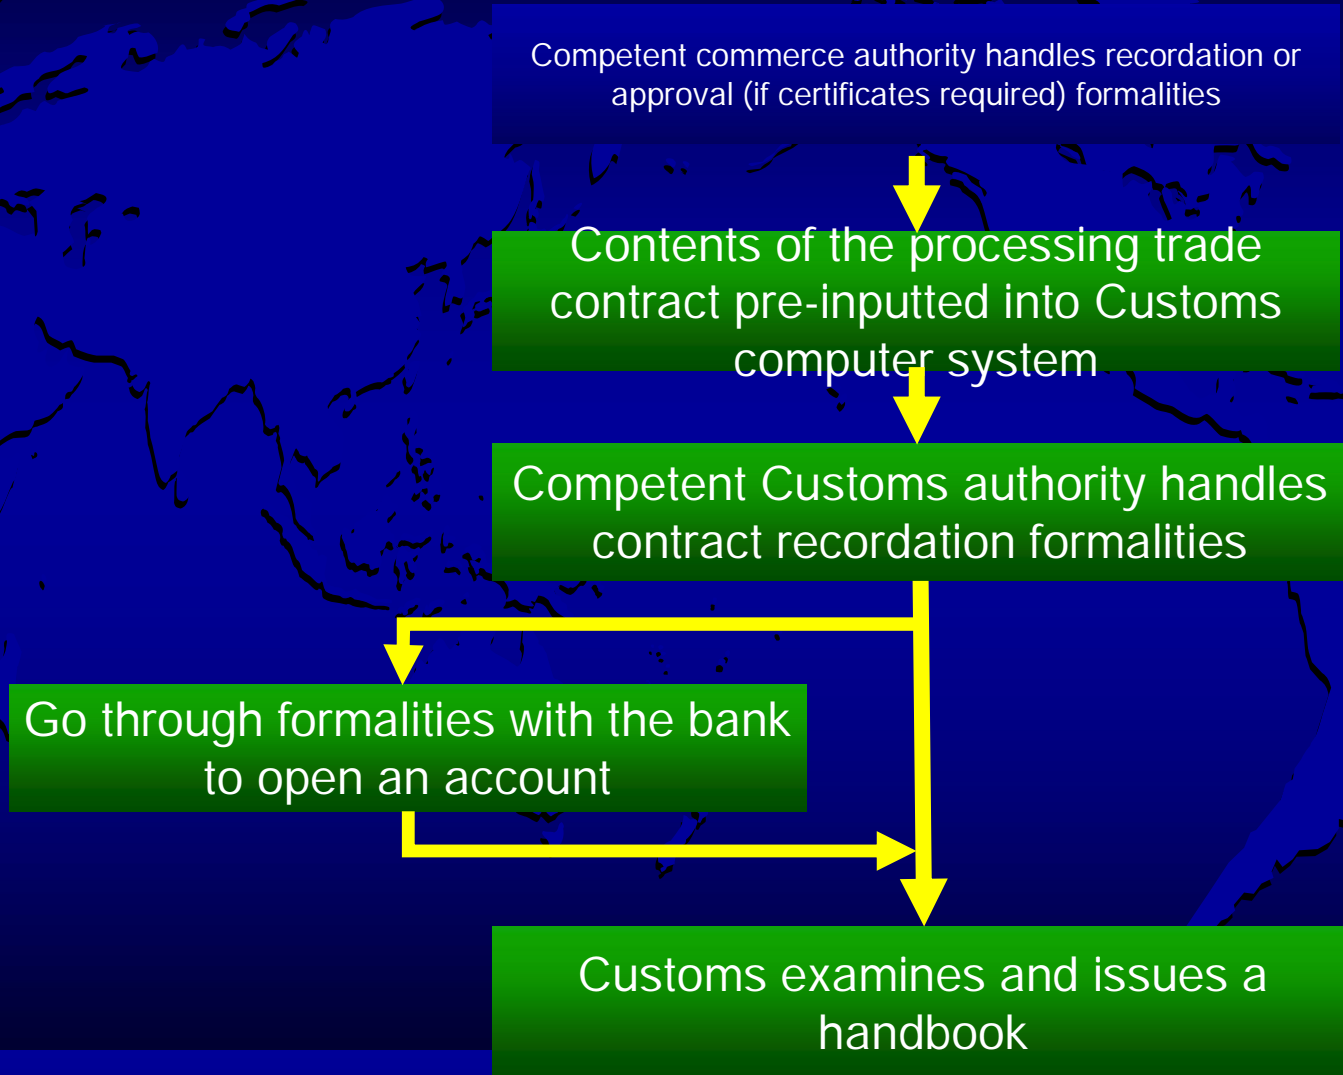 Competent commerce authority handles recordation or
approval (if certificates required) formalities
Contents of the processing trade
contract pre-inputted into Customs
computer system
Competent Customs authority handles
contract recordation formalities
Go through formalities with the bank
to open an account
Customs examines and issues a
handbook